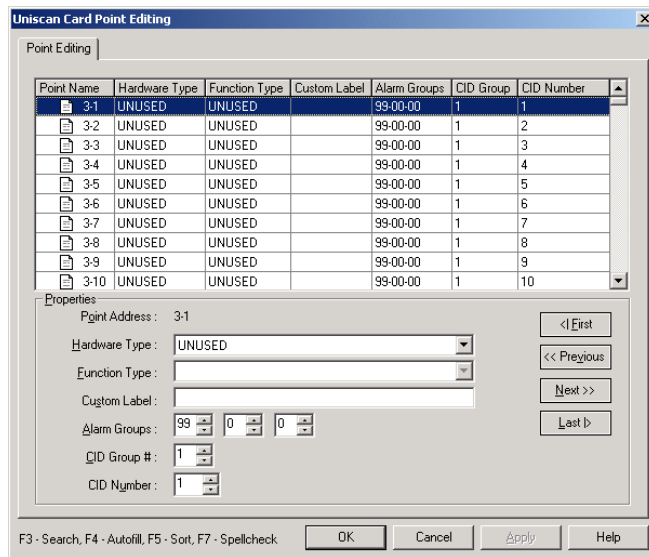 Uniscan Card Point Editing
Point Editing
Point Name Hardware Type Function Type Custom Label Alarm Groups CID Group CID Number
3-1 UNUSED UNUSED 99-00-00 1 1
3-2 UNUSED UNUSED 99-00-00 1 2
3-3 UNUSED UNUSED 99-00-00 1 3
3-4 UNUSED UNUSED 99-00-00 1 4
3-5 UNUSED UNUSED 99-00-00 1 5
3-6 UNUSED UNUSED 99-00-00 1 6
3-7 UNUSED UNUSED 99-00-00 1 7
3-8 UNUSED UNUSED 99-00-00 1 8
3-9 UNUSED UNUSED 99-00-00 1 9
3-10 UNUSED UNUSED 99-00-00 1 10
Properties
Point Address : 3-1
<| First
Hardware Type : UNUSED
<< Previous
Function Type :
Custom Label :
Next >>
Alarm Groups : 99 0 0
Last |>
CID Group # : 1
CID Number : 1
F3 - Search, F4 - Autofill, F5 - Sort, F7 - Spellcheck OK Cancel Apply Help